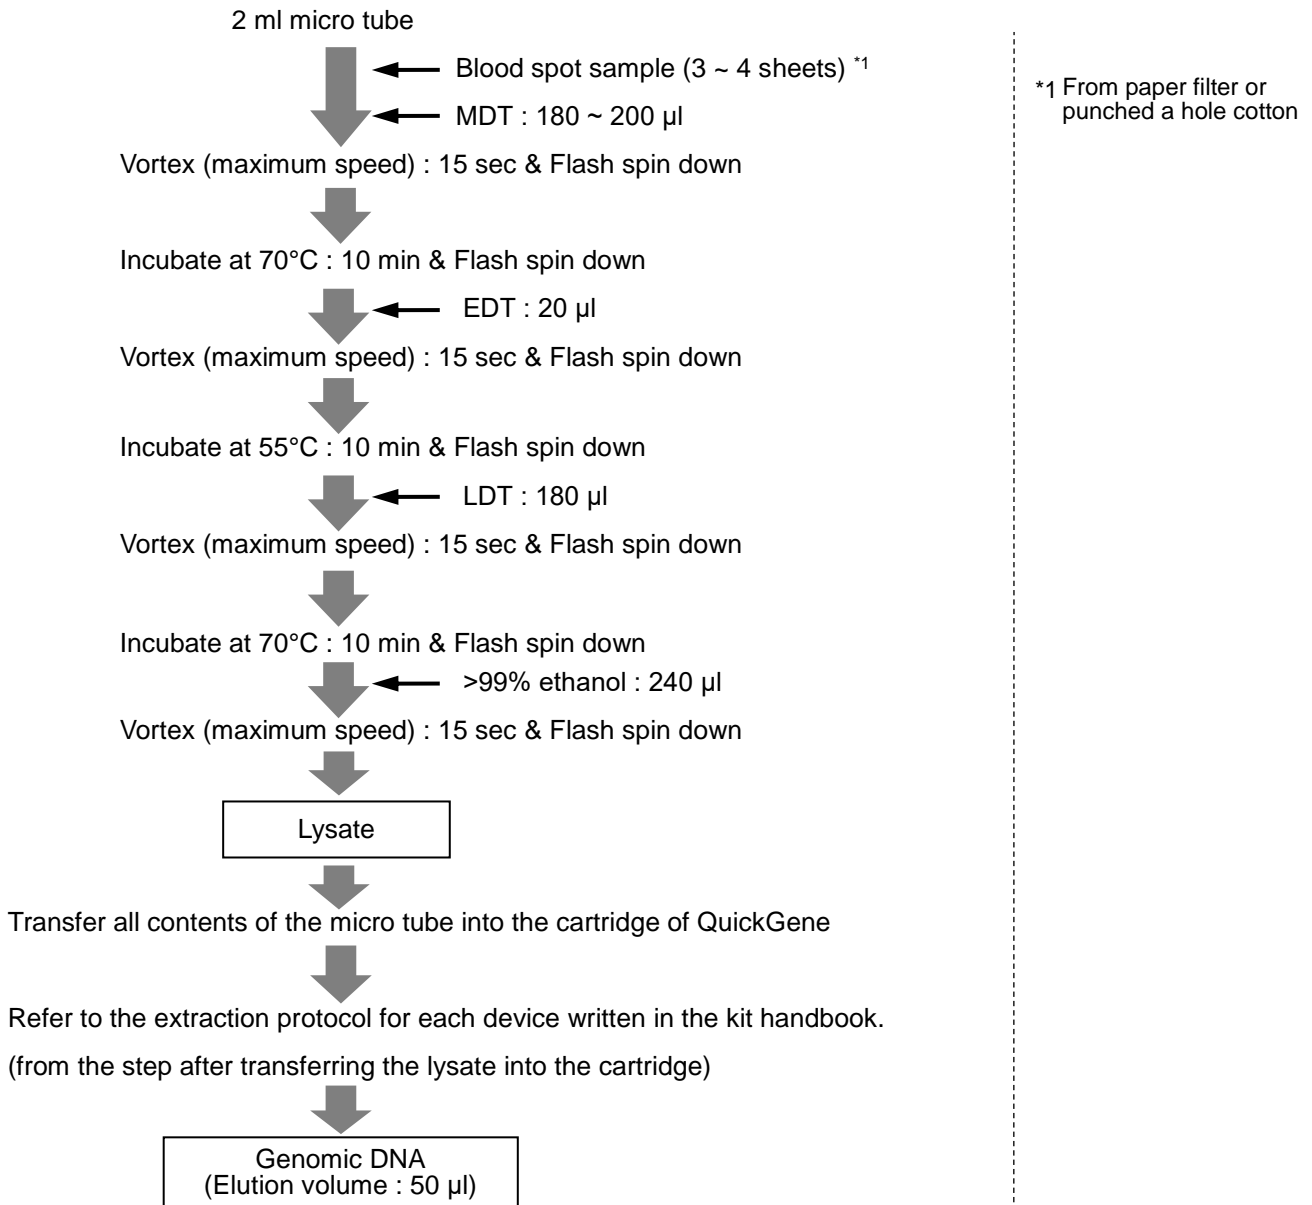 2 ml micro tube
Blood spot sample (3 ~ 4 sheets) *1
MDT : 180 ~ 200 µl
Vortex (maximum speed) : 15 sec & Flash spin down
Incubate at 70°C : 10 min & Flash spin down
EDT : 20 µl
Vortex (maximum speed) : 15 sec & Flash spin down
Incubate at 55°C : 10 min & Flash spin down
LDT : 180 µl
Vortex (maximum speed) : 15 sec & Flash spin down
Incubate at 70°C : 10 min & Flash spin down
>99% ethanol : 240 µl
Vortex (maximum speed) : 15 sec & Flash spin down
Lysate
Transfer all contents of the micro tube into the cartridge of QuickGene
Refer to the extraction protocol for each device written in the kit handbook.
(from the step after transferring the lysate into the cartridge)
Genomic DNA
(Elution volume : 50 µl)
*1 From paper filter or
punched a hole cotton